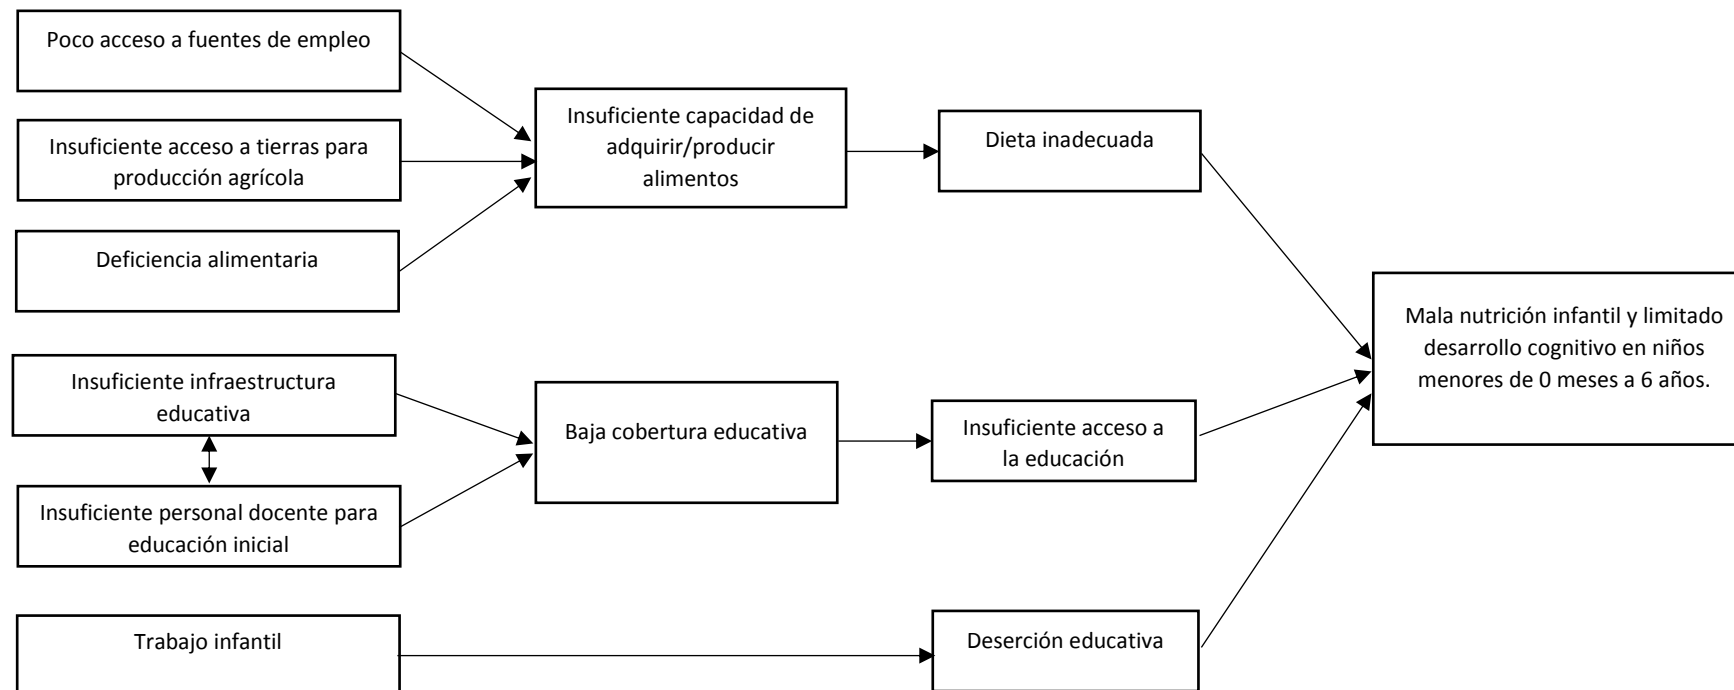 Poco acceso a fuentes de empleo
Insuficiente acceso a tierras para
producción agrícola
Deficiencia alimentaria
Insuficiente capacidad de
adquirir/producir
alimentos
Dieta inadecuada
Insuficiente infraestructura
educativa
Insuficiente personal docente para
educación inicial
Baja cobertura educativa
Insuficiente acceso a
la educación
Trabajo infantil
Deserción educativa
Mala nutrición infantil y limitado
desarrollo cognitivo en niños
menores de 0 meses a 6 años.